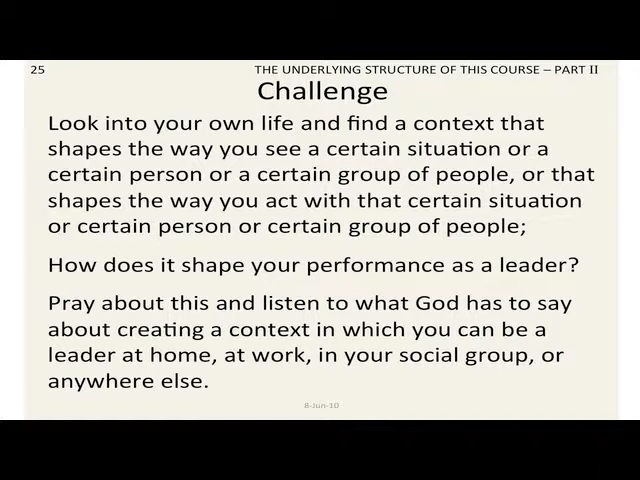 25
THE UNDERLYING STRUCTURE OF THIS COURSE – PART II
Challenge
Look into your own life and find a context that
shapes the way you see a certain situation or a
certain person or a certain group of people, or that
shapes the way you act with that certain situation
or certain person or certain group of people;
How does it shape your performance as a leader?
Pray about this and listen to what God has to say
about creating a context in which you can be a
leader at home, at work, in your social group, or
anywhere else.
8-Jun-10